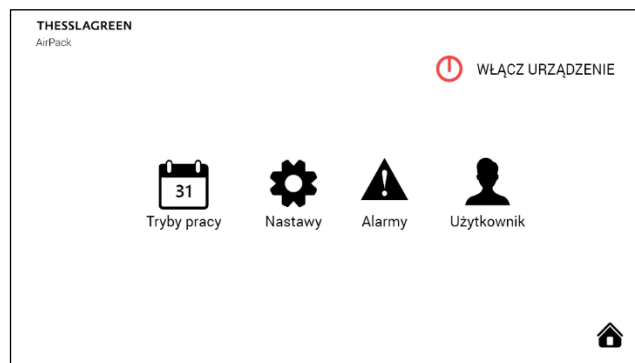 THESSLAGREEN
AirPack
WŁĄCZ URZĄDZENIE
31
Tryby pracy
Nastawy
Alarmy
Użytkownik